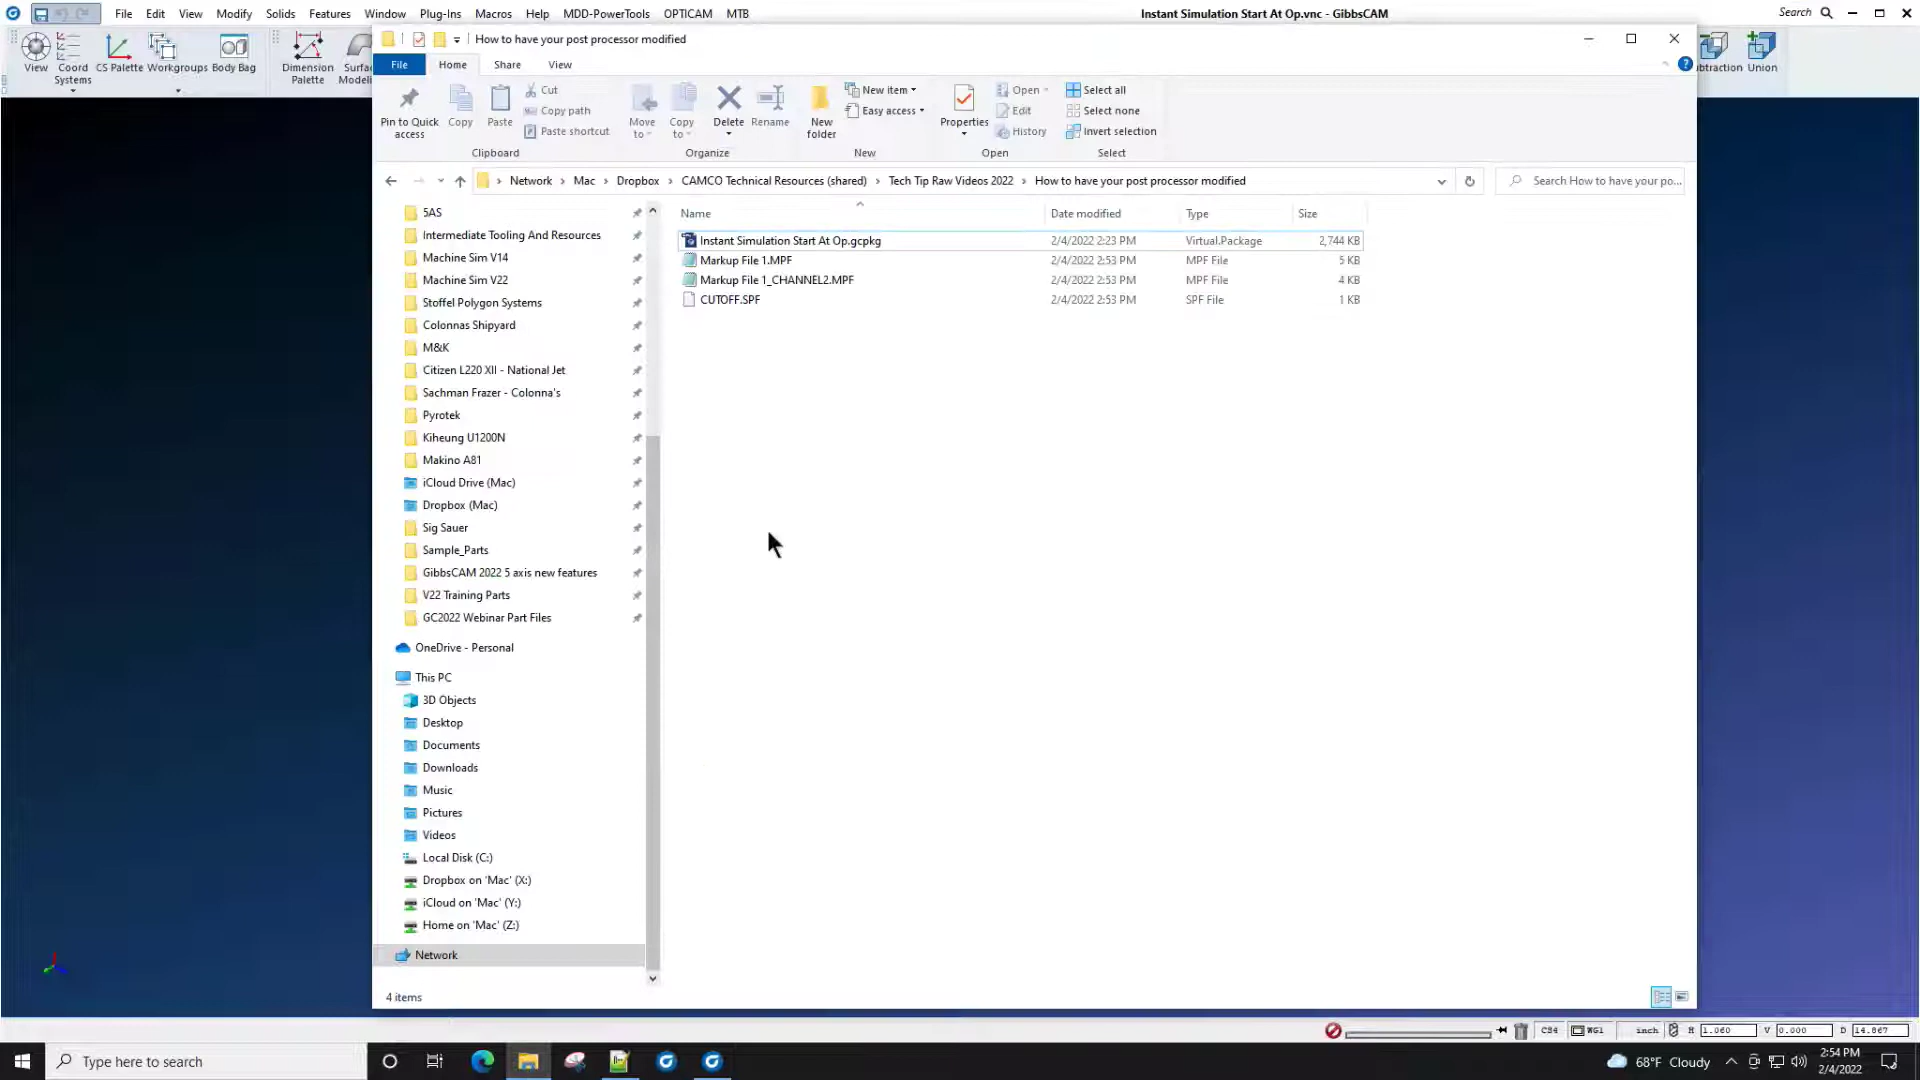 File Edit View Modify Solids Features Window Plug-Ins Macros Help MDD-PowerTools OPTICAM MTB
Instant Simulation Start At Op.vnc - GibbsCAM
Search
View
Coord Systems
CS Palette
Workgroups
Body Bag
Dimension Palette
Union
How to have your post processor modified
File Home Share View
Pin to Quick access
Copy
Paste
Cut
Copy path
Paste shortcut
Clipboard
Move to
Copy to
Delete
Rename
Organize
New folder
New item
Easy access
New
Properties
Open
Edit
History
Open
Select all
Select none
Invert selection
Select
Network > Mac > Dropbox > CAMCO Technical Resources (shared) > Tech Tip Raw Videos 2022 > How to have your post processor modified
Search How to have your po...
5AS
Intermediate Tooling And Resources
Machine Sim V14
Machine Sim V22
Stoffel Polygon Systems
Colonnas Shipyard
M&K
Citizen L220 XII - National Jet
Sachman Frazer - Colonna's
Pyrotek
Kiheung U1200N
Makino A81
iCloud Drive (Mac)
Dropbox (Mac)
Sig Sauer
Sample_Parts
GibbsCAM 2022 5 axis new features
V22 Training Parts
GC2022 Webinar Part Files
OneDrive - Personal
This PC
3D Objects
Desktop
Documents
Downloads
Music
Pictures
Videos
Local Disk (C:)
Dropbox on 'Mac' (X:)
iCloud on 'Mac' (Y:)
Home on 'Mac' (Z:)
Network
Name Date modified Type Size
Instant Simulation Start At Op.gcpkg 2/4/2022 2:23 PM Virtual.Package 2,744 KB
Markup File 1.MPF 2/4/2022 2:53 PM MPF File 5 KB
Markup File 1_CHANNEL2.MPF 2/4/2022 2:53 PM MPF File 4 KB
CUTOFF.SPF 2/4/2022 2:53 PM SPF File 1 KB
4 items
CS4 WG1 inch H 1.060 V 0.000 D 14.867
Type here to search
68°F Cloudy
2:54 PM
2/4/2022